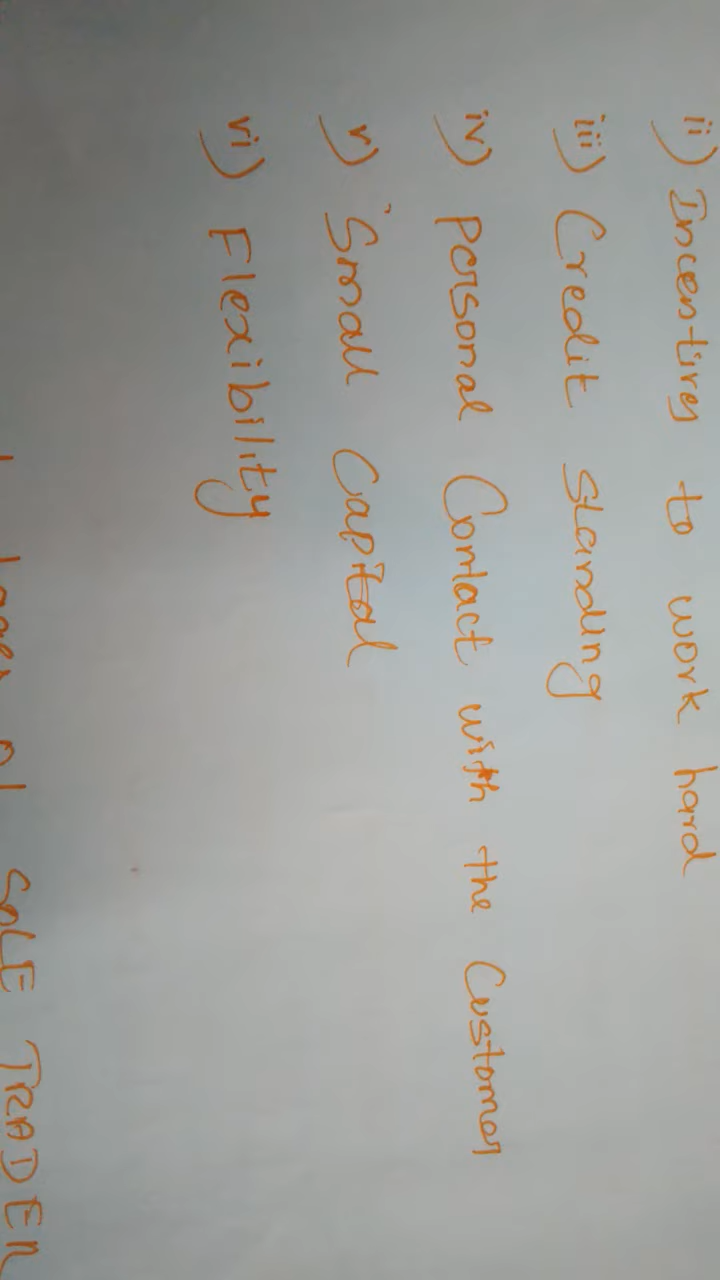 ii) Incentives to work hard
iii) Credit Standing
iv) Personal Contact with the Customer
v) Small Capital
vi) Flexibility
SOLE TRADER